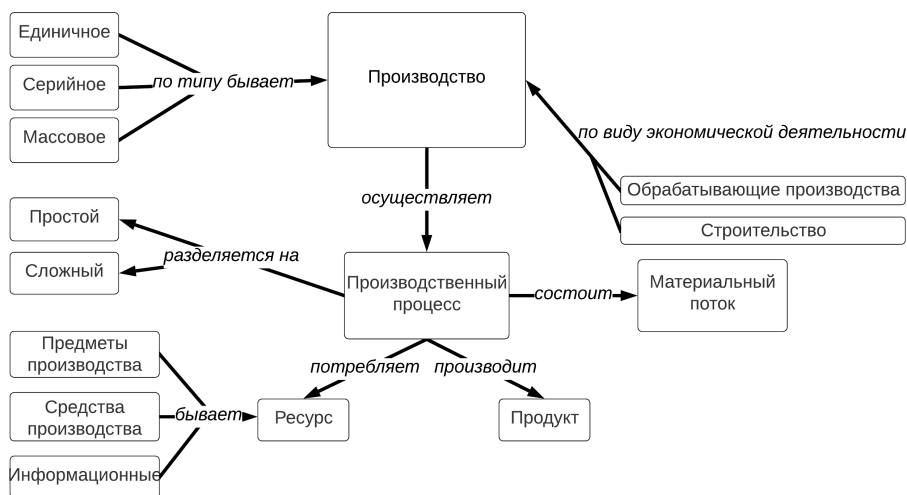 Единичное
Серийное
Массовое
по типу бывает
Производство
по виду экономической деятельности
Обрабатывающие производства
Строительство
осуществляет
Простой
Сложный
разделяется на
Производственный
процесс
состоит
Материальный
поток
Предметы
производства
Средства
производства
Информационные
бывает
потребляет
производит
Ресурс
Продукт